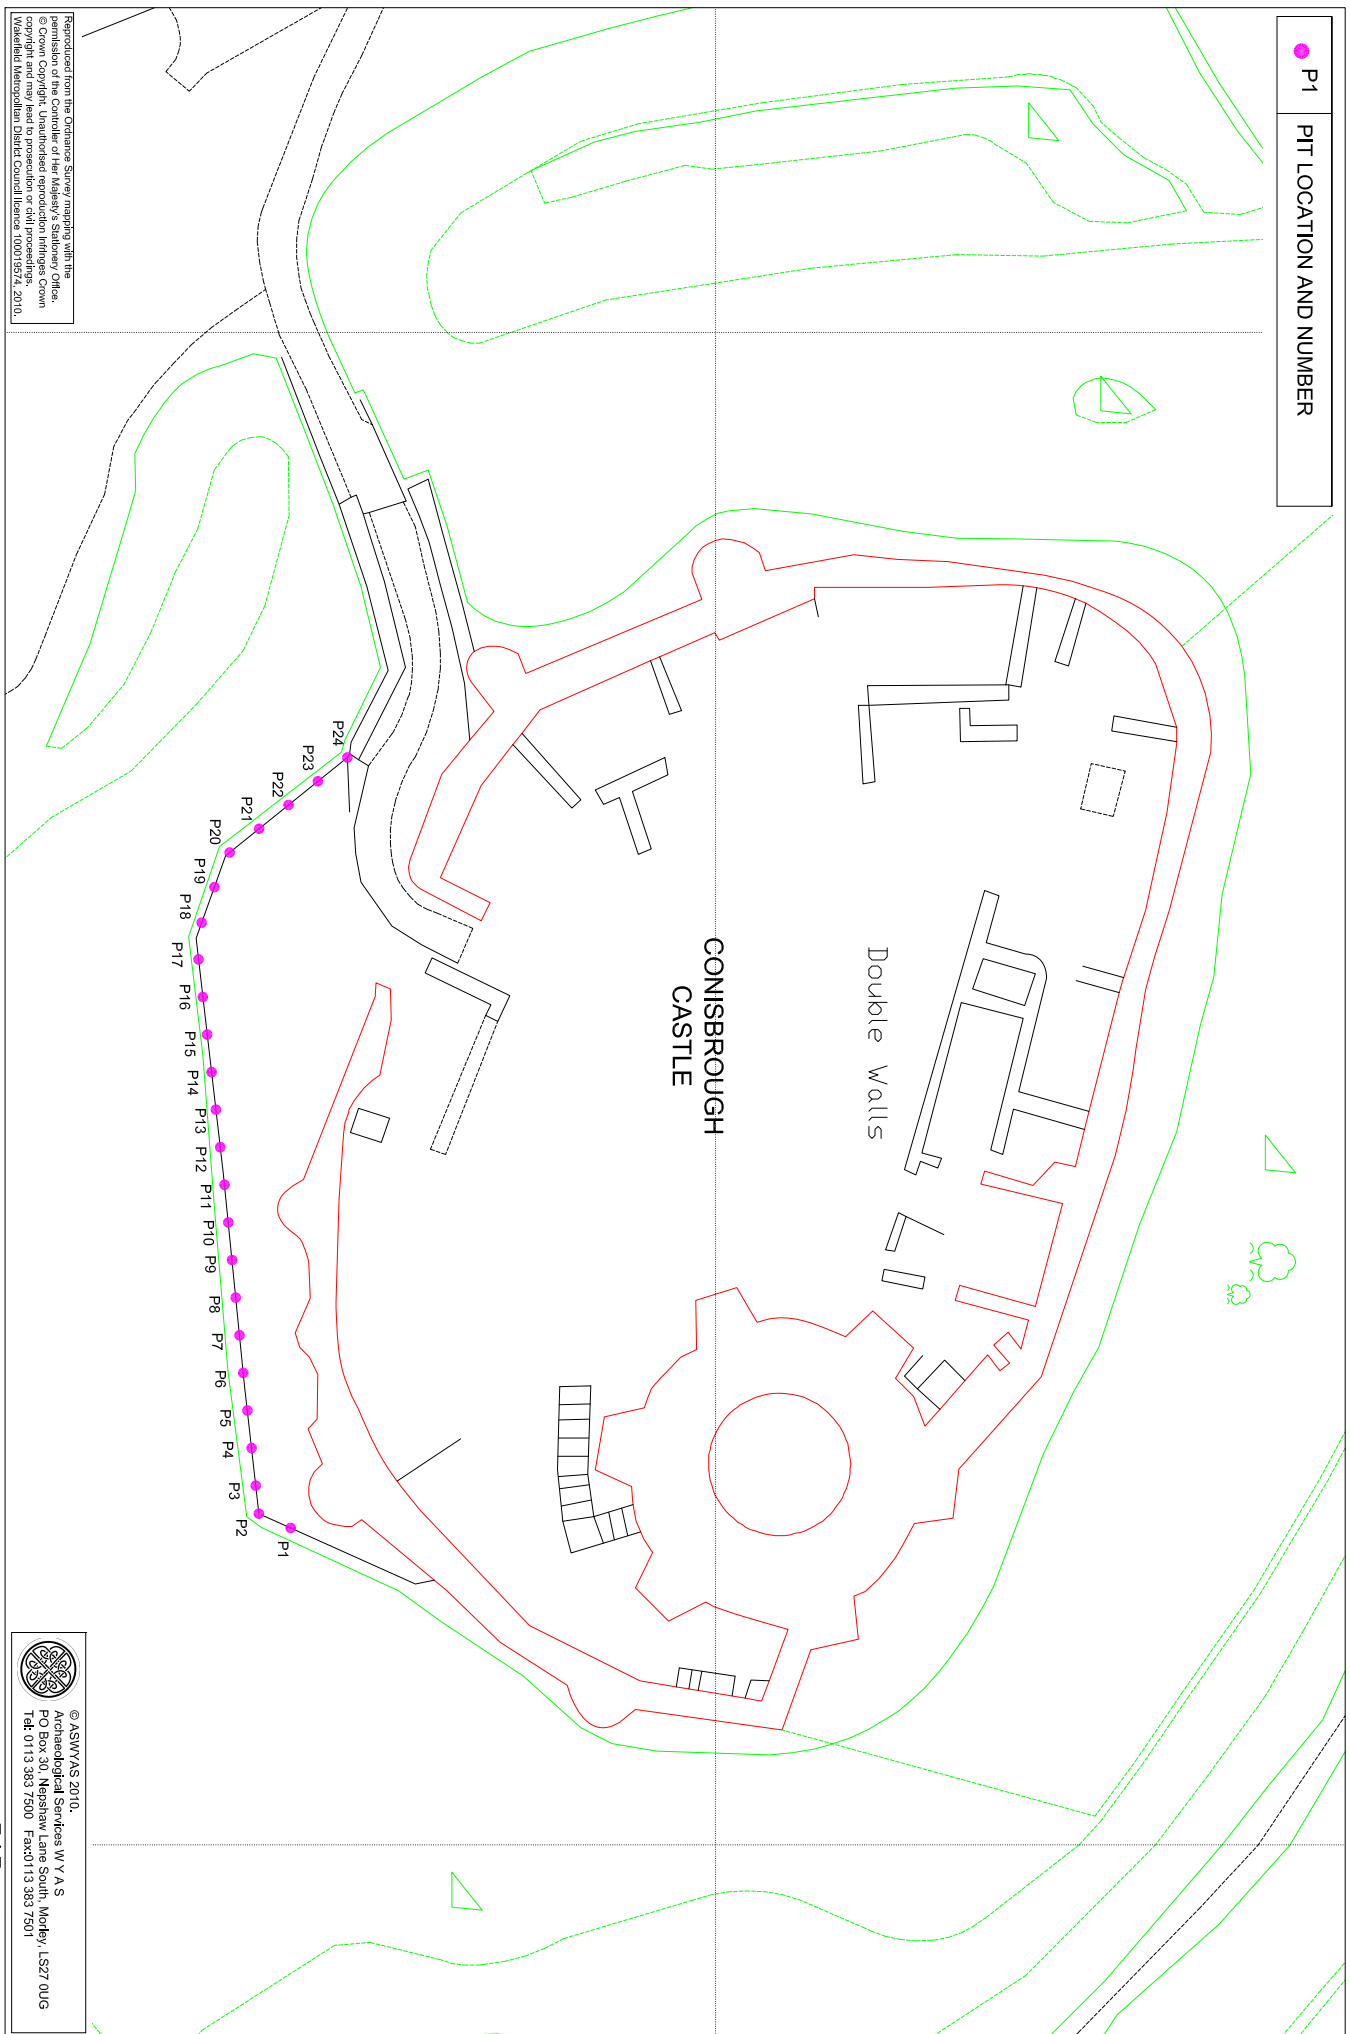 P1
PIT LOCATION AND NUMBER
CONISBROUGH
CASTLE
Double Walls
P24
P23
P22
P21
P20
P19
P18
P17
P16
P15
P14
P13
P12
P11
P10
P9
P8
P7
P6
P5
P4
P3
P2
P1
Reproduced from the Ordnance Survey mapping with the
permission of the Controller of Her Majesty's Stationery Office.
© Crown Copyright. Unauthorised reproduction infringes Crown
copyright and may lead to prosecution or civil proceedings.
Wakefield Metropolitan District Council licence 100019574, 2010.
© ASWYAS 2010.
Archaeological Services W Y A S
PO Box 30, Nepshaw Lane South, Morley, LS27 0UG
Tel: 0113 383 7500 Fax:0113 383 7501